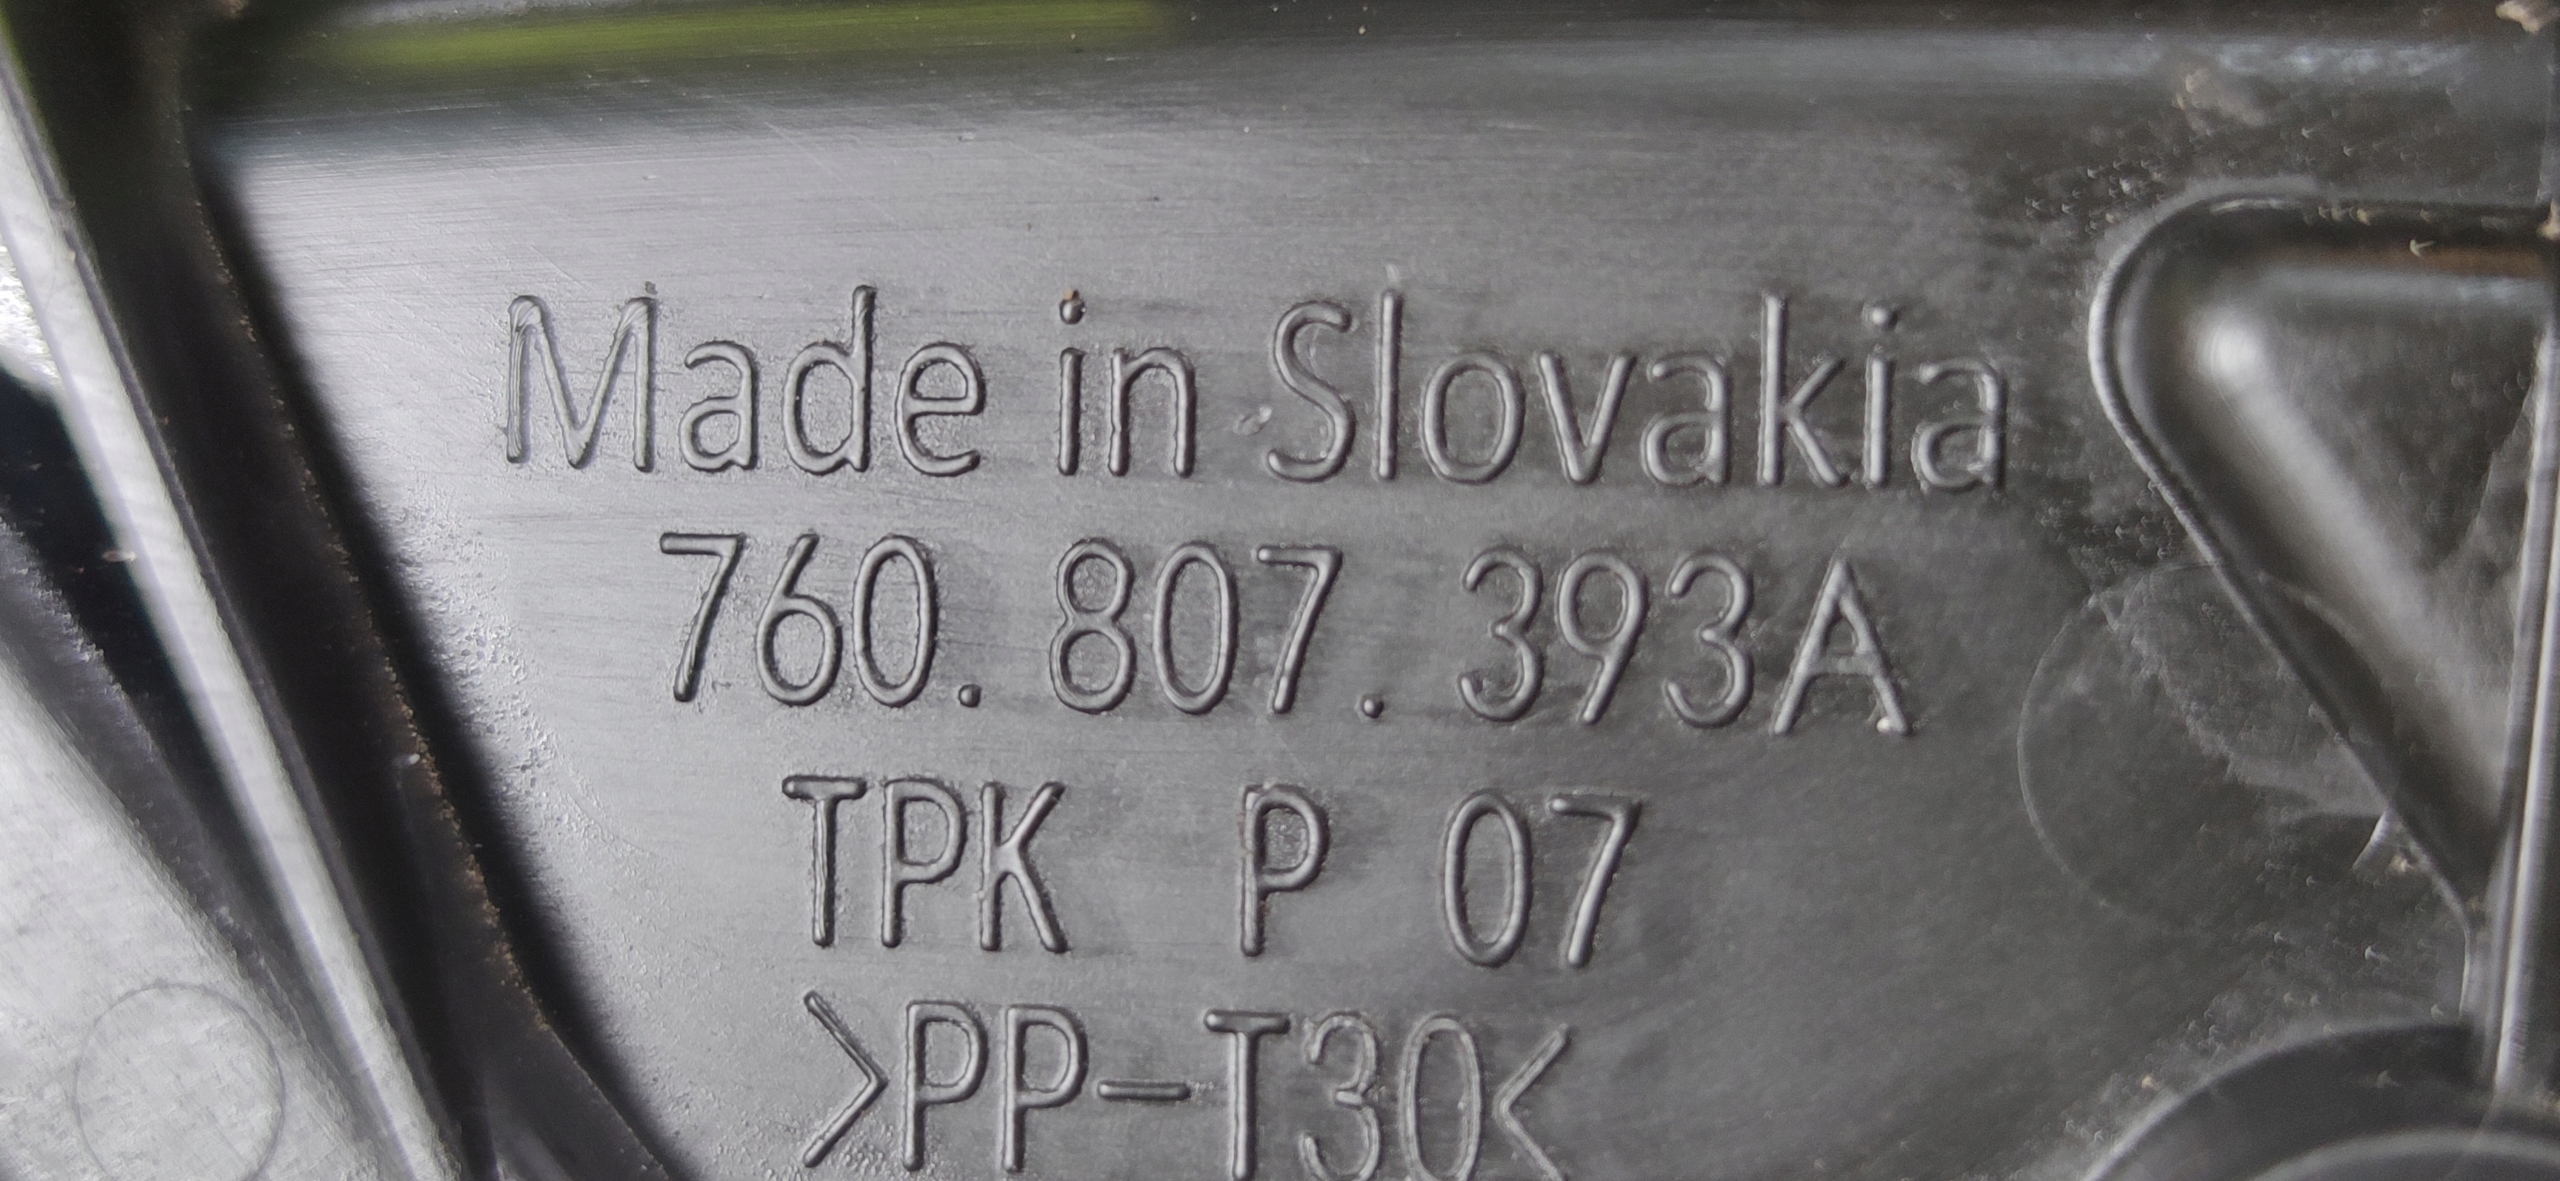 Made in Slovakia
760.807.393A
TPK P 07
>PP-T30<